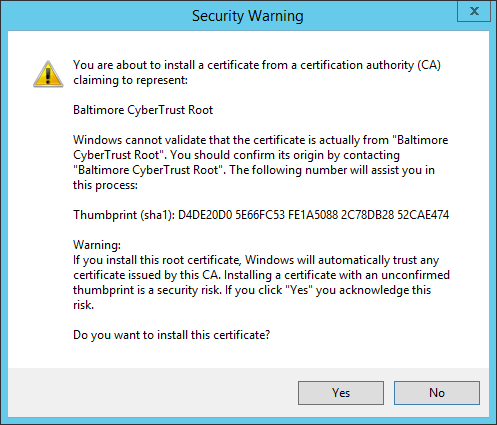 Security Warning
x
You are about to install a certificate from a certification authority (CA)
claiming to represent:
Baltimore CyberTrust Root
Windows cannot validate that the certificate is actually from "Baltimore
CyberTrust Root". You should confirm its origin by contacting
"Baltimore CyberTrust Root". The following number will assist you in
this process:
Thumbprint (sha1): D4DE20D0 5E66FC53 FE1A5088 2C78DB28 52CAE474
Warning:
If you install this root certificate, Windows will automatically trust any
certificate issued by this CA. Installing a certificate with an unconfirmed
thumbprint is a security risk. If you click "Yes" you acknowledge this
risk.
Do you want to install this certificate?
Yes
No